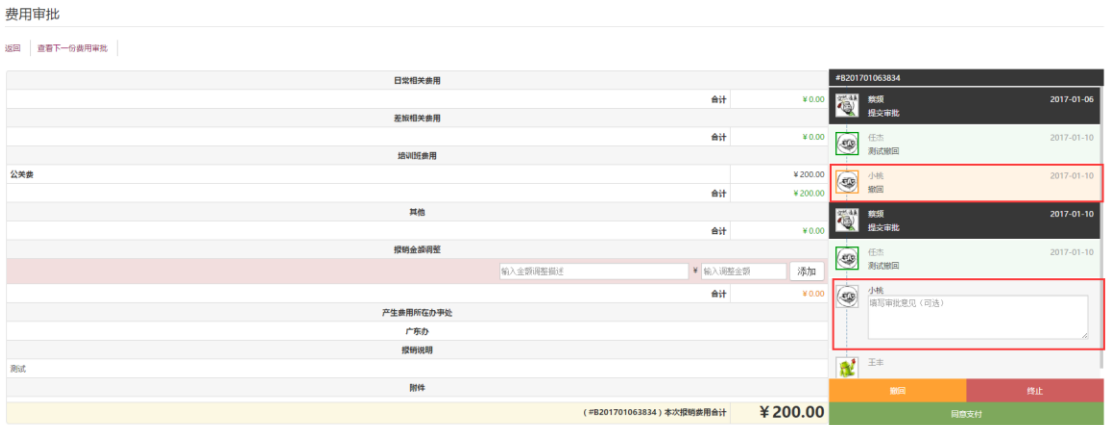 费用审批
返回 查看下一份费用审批
日常相关费用
合计 ¥0.00
差旅相关费用
合计 ¥0.00
培训班费用
公关费 ¥200.00
合计 ¥200.00
其他
合计 ¥0.00
报销金额调整
输入金额调整描述 ¥ 输入调整金额 添加
合计 ¥0.00
产生费用所在办事处
广东办
报销说明
测试
附件
(#B201701063834)本次报销费用合计 ¥200.00
#B201701063834
2017-01-06
提交审批
任杰 2017-01-10
测试撤回
小桃 2017-01-10
撤回
2017-01-10
提交审批
任杰 2017-01-10
测试撤回
小桃
填写审批意见(可选)
王丰
撤回 终止
同意支付